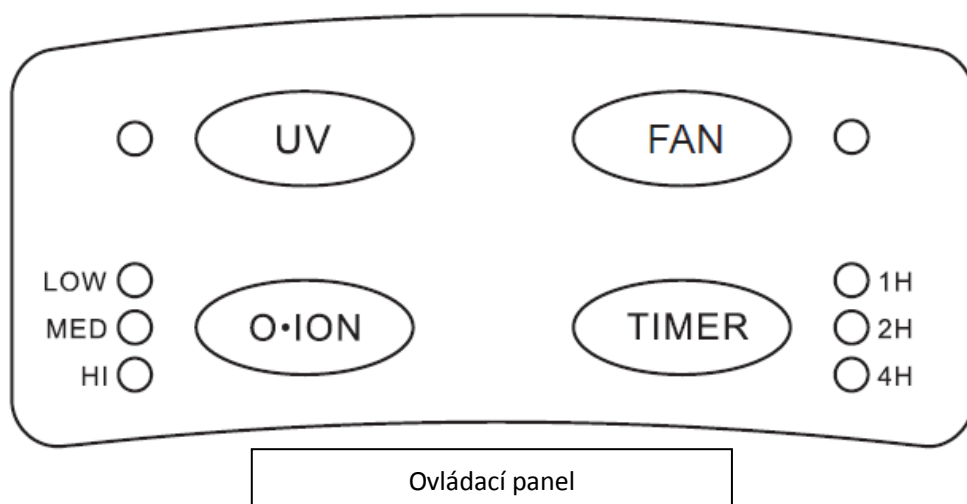 UV
FAN
LOW
MED
HI
O•ION
TIMER
1H
2H
4H
Ovládací panel